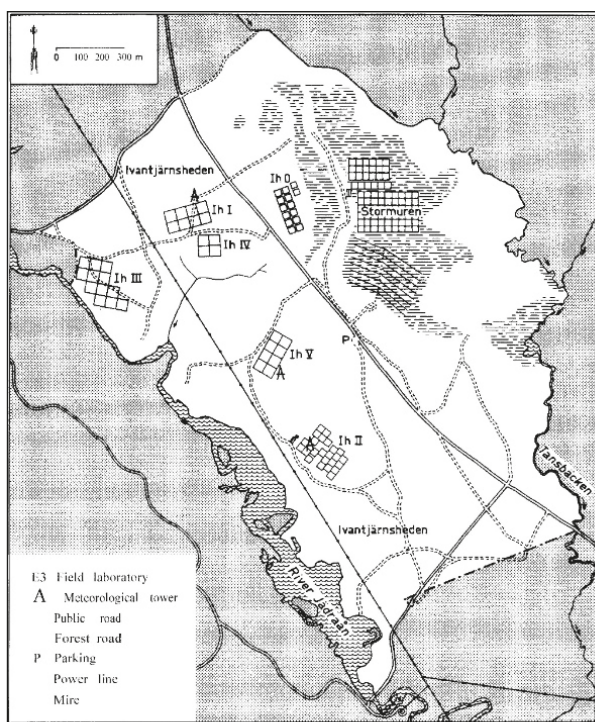 0 100 200 300 m
Ivantjärnsheden
Ih 0
Stormuren
Ih I
Ih IV
Ih III
Ih V
P
Ih II
Tansbäcken
Ivantjärnsheden
River Jädraån
E3 Field laboratory
A Meteorological tower
Public road
Forest road
P Parking
Power line
Mire